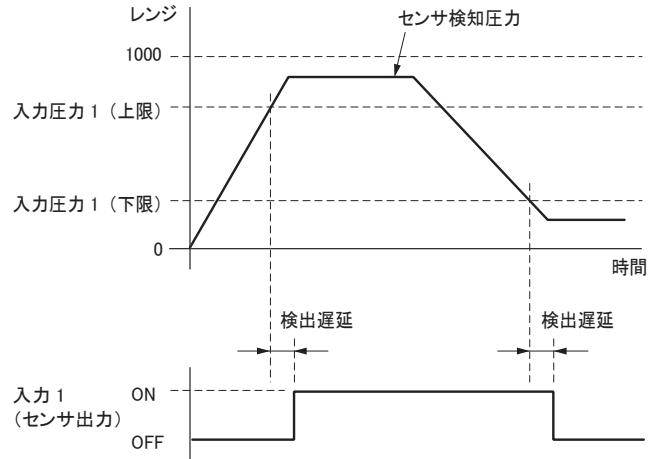 レンジ
センサ検知圧力
1000
入力圧力 1（上限）
入力圧力 1（下限）
0
時間
検出遅延
検出遅延
入力 1
（センサ出力）
ON
OFF